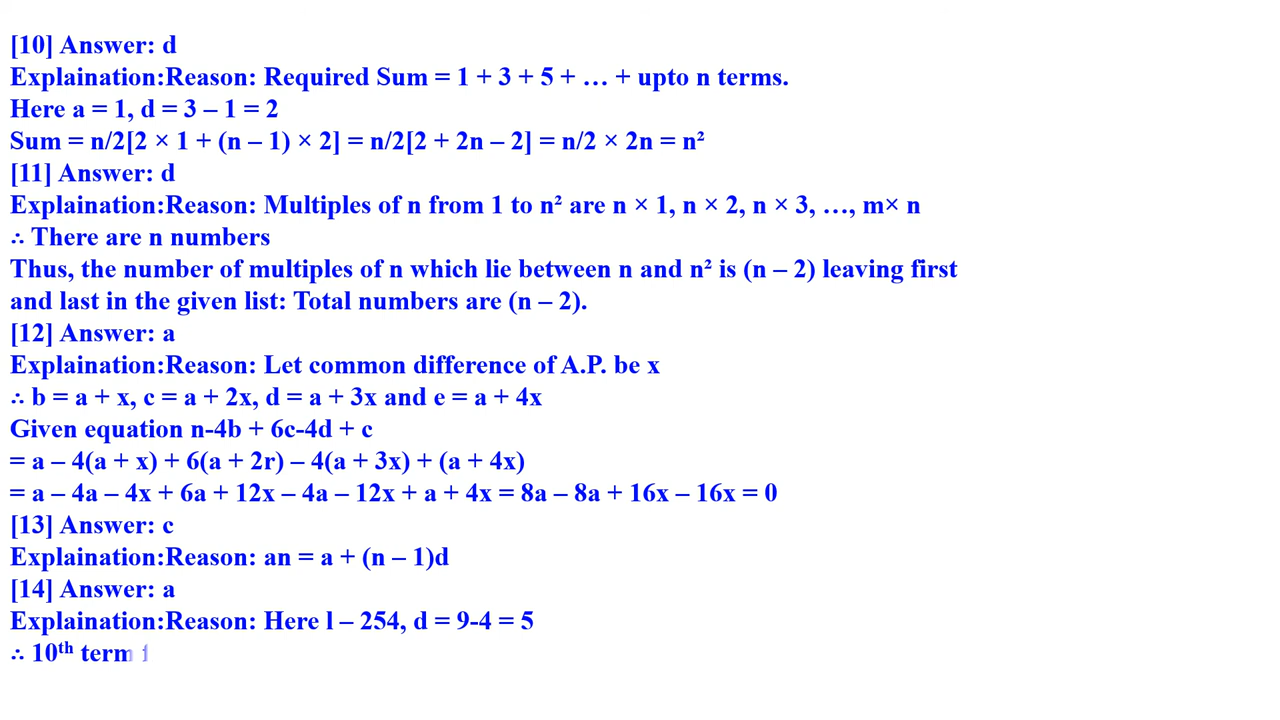 [10] Answer: d
Explaination:Reason: Required Sum = 1 + 3 + 5 + … + upto n terms.
Here a = 1, d = 3 – 1 = 2
Sum = n/2[2 × 1 + (n – 1) × 2] = n/2[2 + 2n – 2] = n/2 × 2n = n²
[11] Answer: d
Explaination:Reason: Multiples of n from 1 to n² are n × 1, n × 2, n × 3, …, m× n
∴ There are n numbers
Thus, the number of multiples of n which lie between n and n² is (n – 2) leaving first
and last in the given list: Total numbers are (n – 2).
[12] Answer: a
Explaination:Reason: Let common difference of A.P. be x
∴ b = a + x, c = a + 2x, d = a + 3x and e = a + 4x
Given equation n-4b + 6c-4d + c
= a – 4(a + x) + 6(a + 2r) – 4(a + 3x) + (a + 4x)
= a – 4a – 4x + 6a + 12x – 4a – 12x + a + 4x = 8a – 8a + 16x – 16x = 0
[13] Answer: c
Explaination:Reason: an = a + (n – 1)d
[14] Answer: a
Explaination:Reason: Here l – 254, d = 9-4 = 5
∴ 10th term